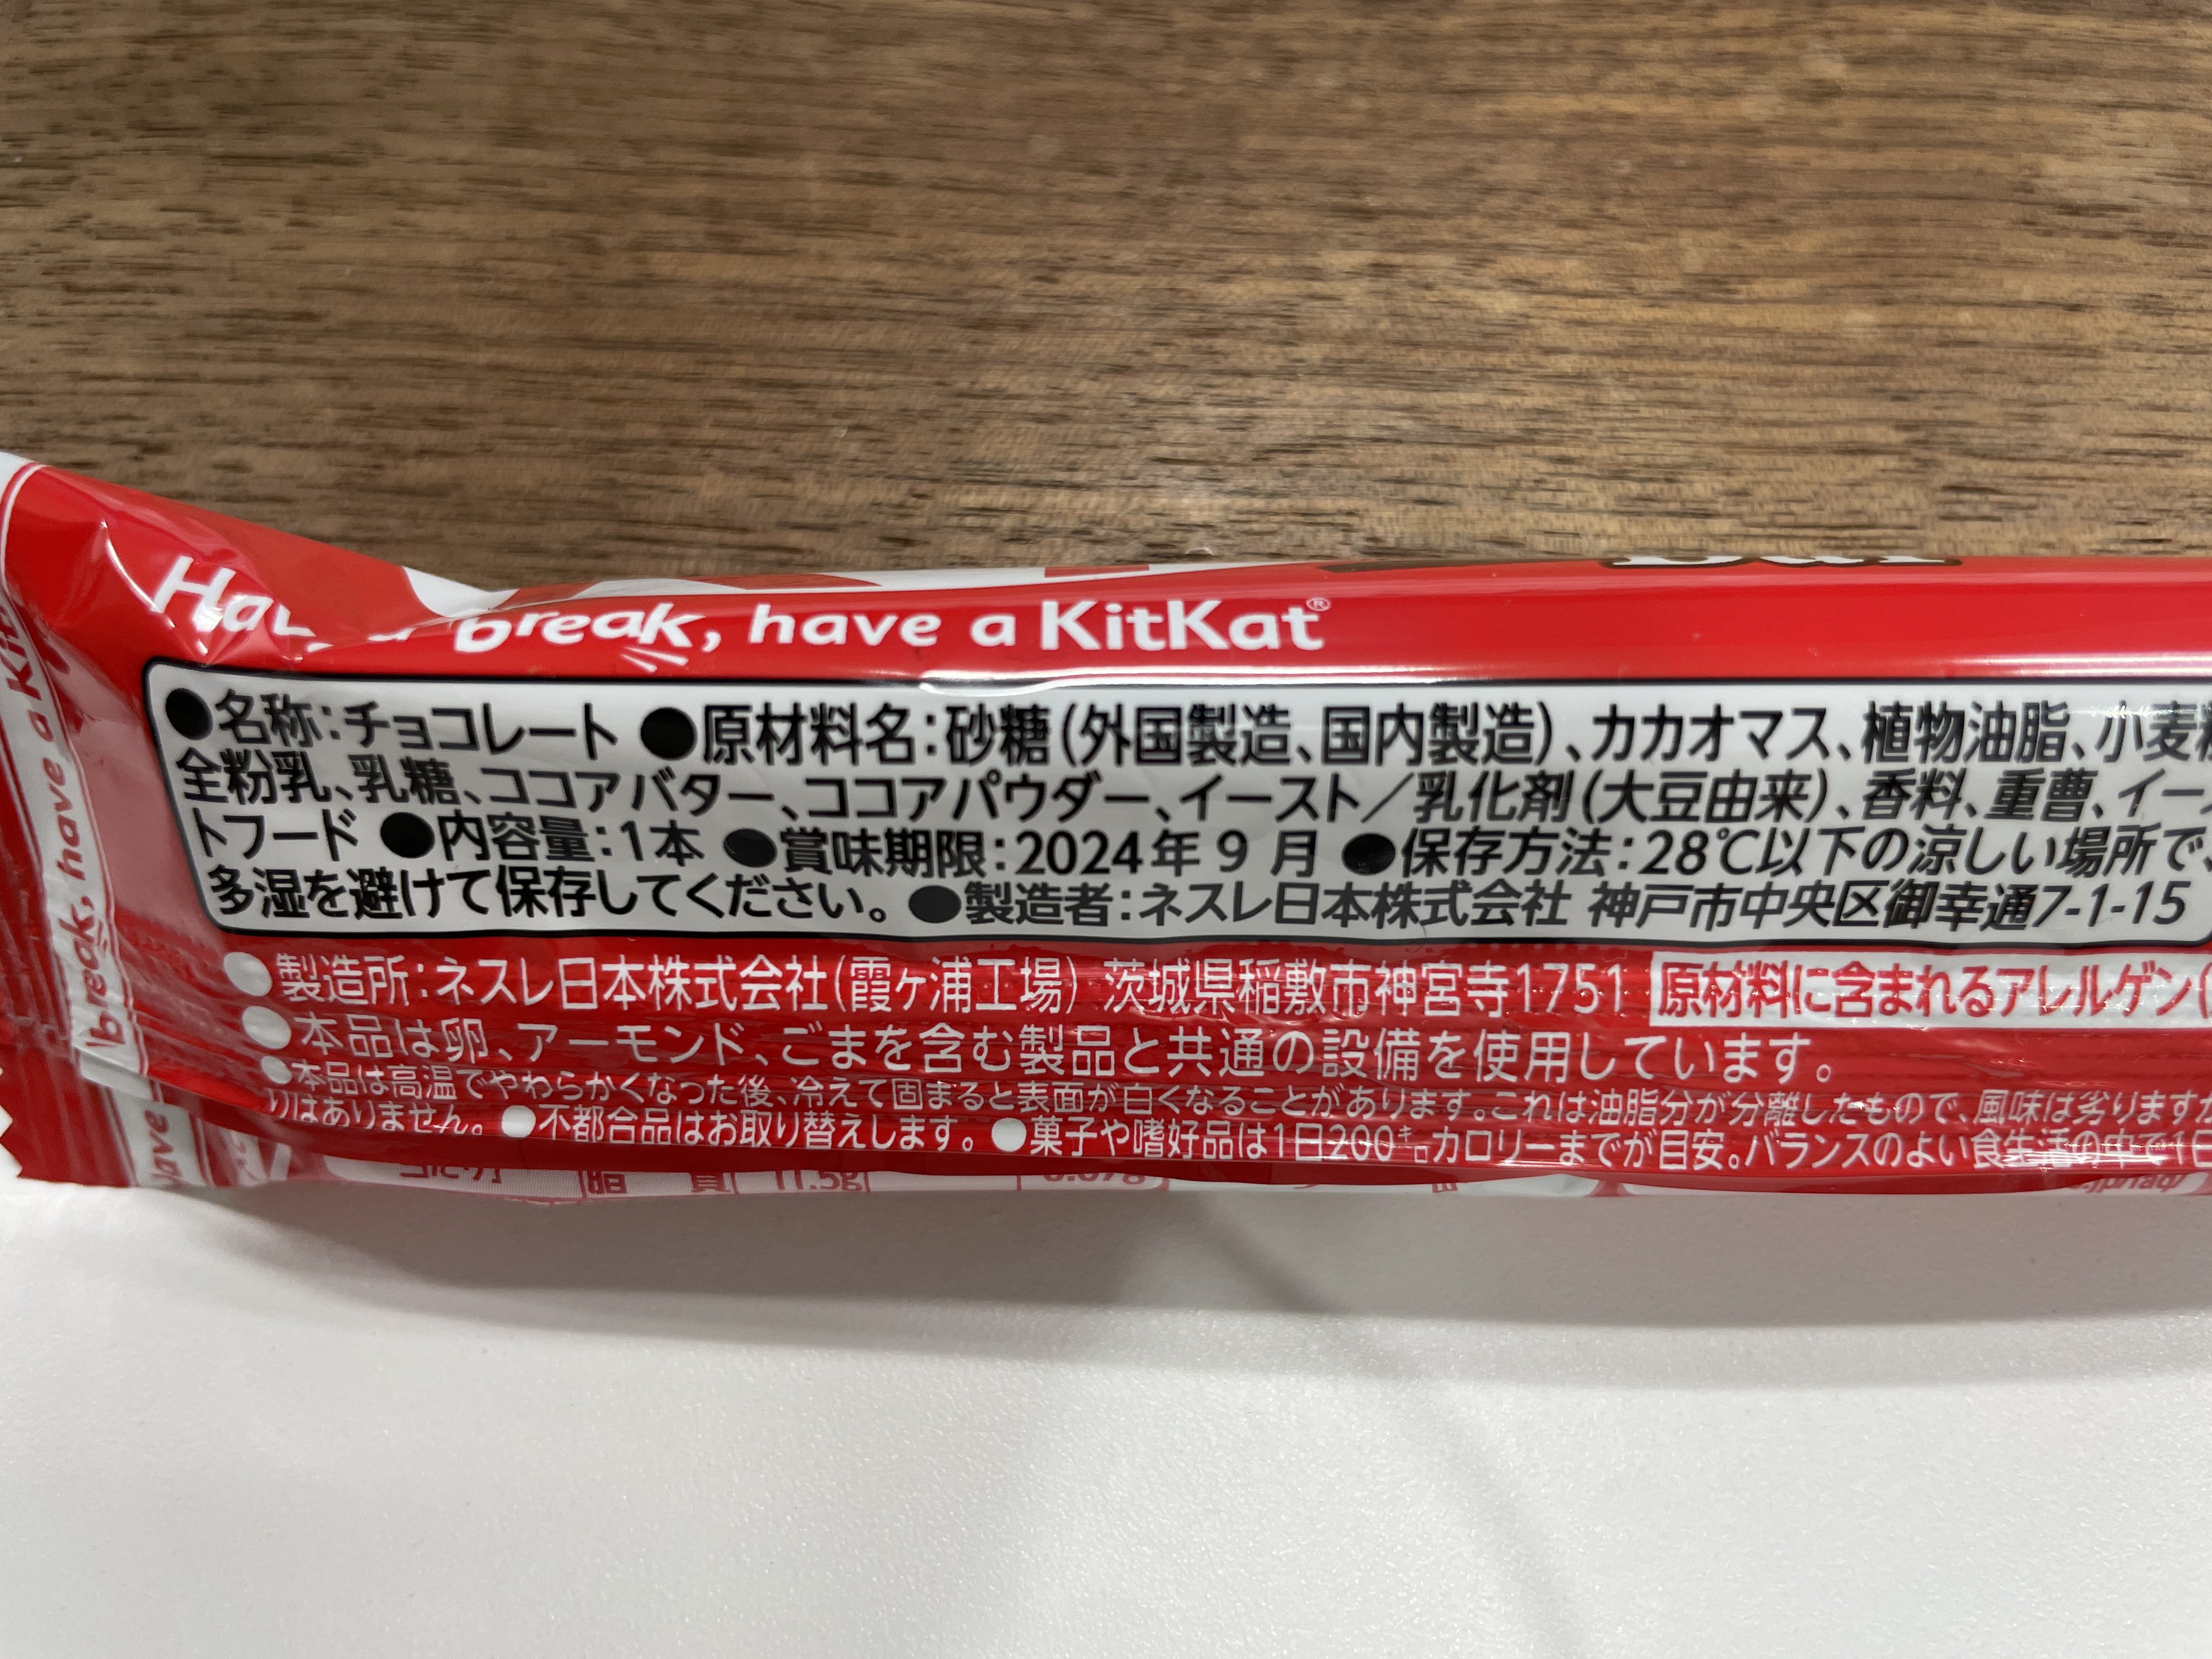 break, have a KitKat®
●名称:チョコレート ●原材料名:砂糖(外国製造、国内製造)、カカオマス、植物油脂、小麦
全粉乳、乳糖、ココアバター、ココアパウダー、イースト/乳化剤(大豆由来)、香料、重曹、イー
トフード ●内容量:1本 ●賞味期限:2024年 9 月 ●保存方法:28℃以下の涼しい場所で、
多湿を避けて保存してください。 ●製造者:ネスレ日本株式会社 神戸市中央区御幸通7-1-15
●製造所:ネスレ日本株式会社(霞ヶ浦工場) 茨城県稲敷市神宮寺1751 原材料に含まれるアレルゲン
●本品は卵、アーモンド、ごまを含む製品と共通の設備を使用しています。
●本品は高温でやわらかくなった後、冷えて固まると表面が白くなることがあります。これは油脂分が分離したもので、風味は劣ります
りはありません。 ●不都合品はお取り替えします。 ●菓子や嗜好品は1日200キロカロリーまでが目安。バランスのよい食生活の中で1日
脂 質 11.5g
break, have a Kit
have